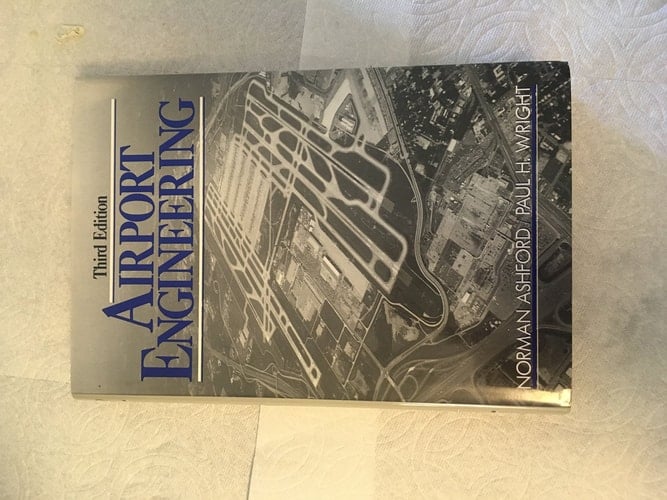 Third Edition
AIRPORT
ENGINEERING
NORMAN ASHFORD / PAUL H. WRIGHT